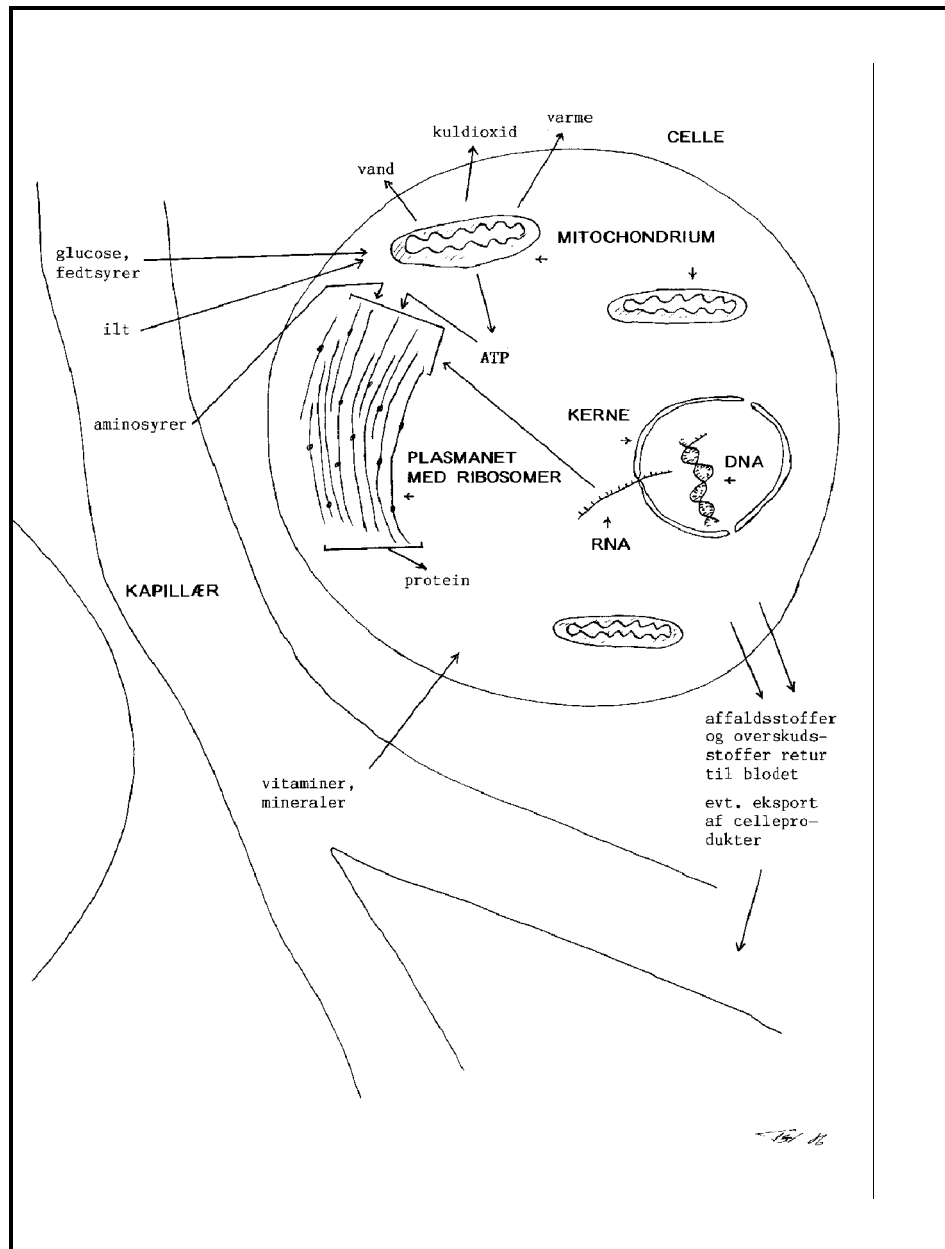 varme
kuldioxid
CELLE
vand
MITOCHONDRIUM
glucose,
fedtsyrer
ilt
ATP
aminosyrer
KERNE
PLASMANET
MED RIBOSOMER
DNA
RNA
protein
KAPILLÆR
vitaminer,
mineraler
affaldsstoffer
og overskuds-
stoffer retur
til blodet
evt. eksport
af cellepro-
dukter